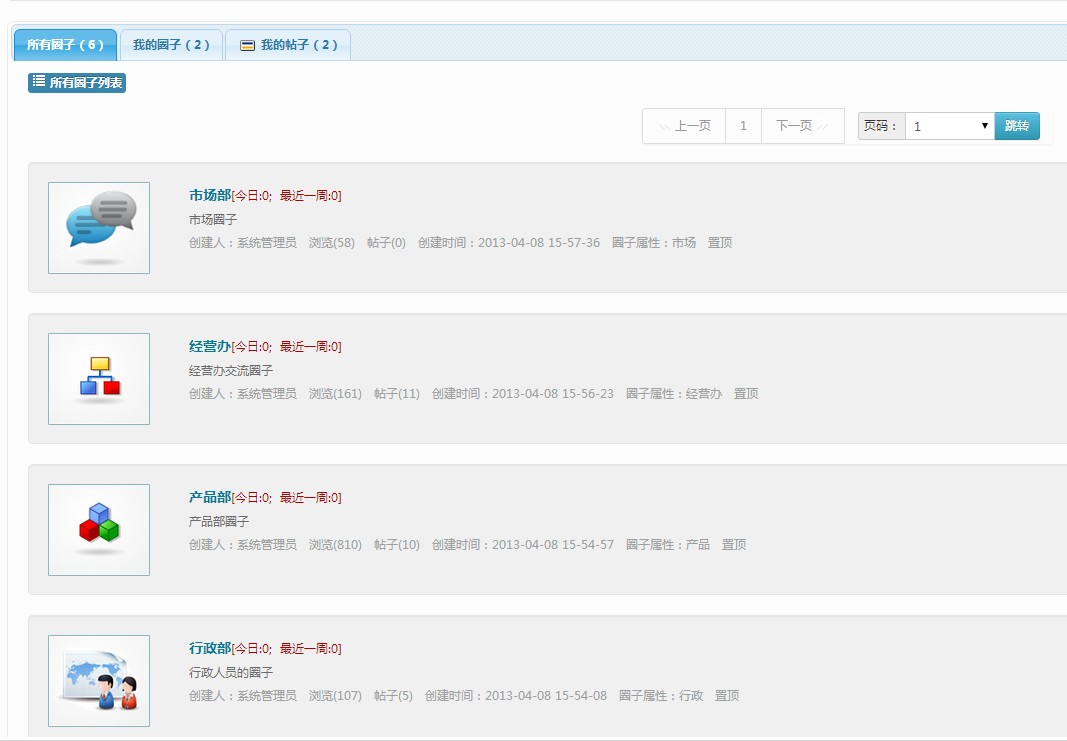 所有圈子 ( 6 ) 我的圈子 ( 2 ) 我的帖子 ( 2 )
所有圈子列表
上一页 1 下一页 页码： 1 跳转
市场部[今日:0; 最近一周:0]
市场圈子
创建人：系统管理员 浏览(58) 帖子(0) 创建时间：2013-04-08 15-57-36 圈子属性：市场 置顶
经营办[今日:0; 最近一周:0]
经营办交流圈子
创建人：系统管理员 浏览(161) 帖子(11) 创建时间：2013-04-08 15-56-23 圈子属性：经营办 置顶
产品部[今日:0; 最近一周:0]
产品部圈子
创建人：系统管理员 浏览(810) 帖子(10) 创建时间：2013-04-08 15-54-57 圈子属性：产品 置顶
行政部[今日:0; 最近一周:0]
行政人员的圈子
创建人：系统管理员 浏览(107) 帖子(5) 创建时间：2013-04-08 15-54-08 圈子属性：行政 置顶